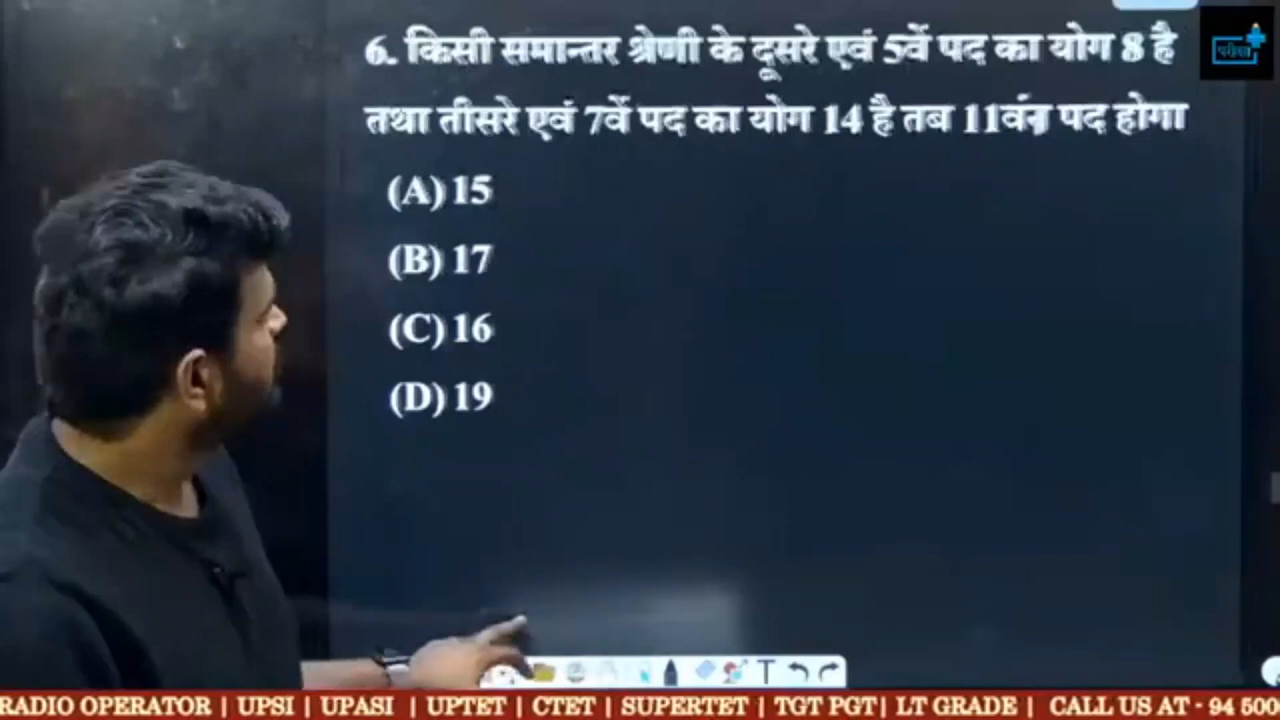 6. किसी समान्तर श्रेणी के दूसरे एवं 5वें पद का योग 8 है
परीक्षा
तथा तीसरे एवं 7वें पद का योग 14 है तब 11वां पद होगा
(A) 15
(B) 17
(C) 16
(D) 19
T
RADIO OPERATOR | UPSI | UPASI | UPTET | CTET | SUPERTET | TGT PGT| LT GRADE | CALL US AT - 94 500